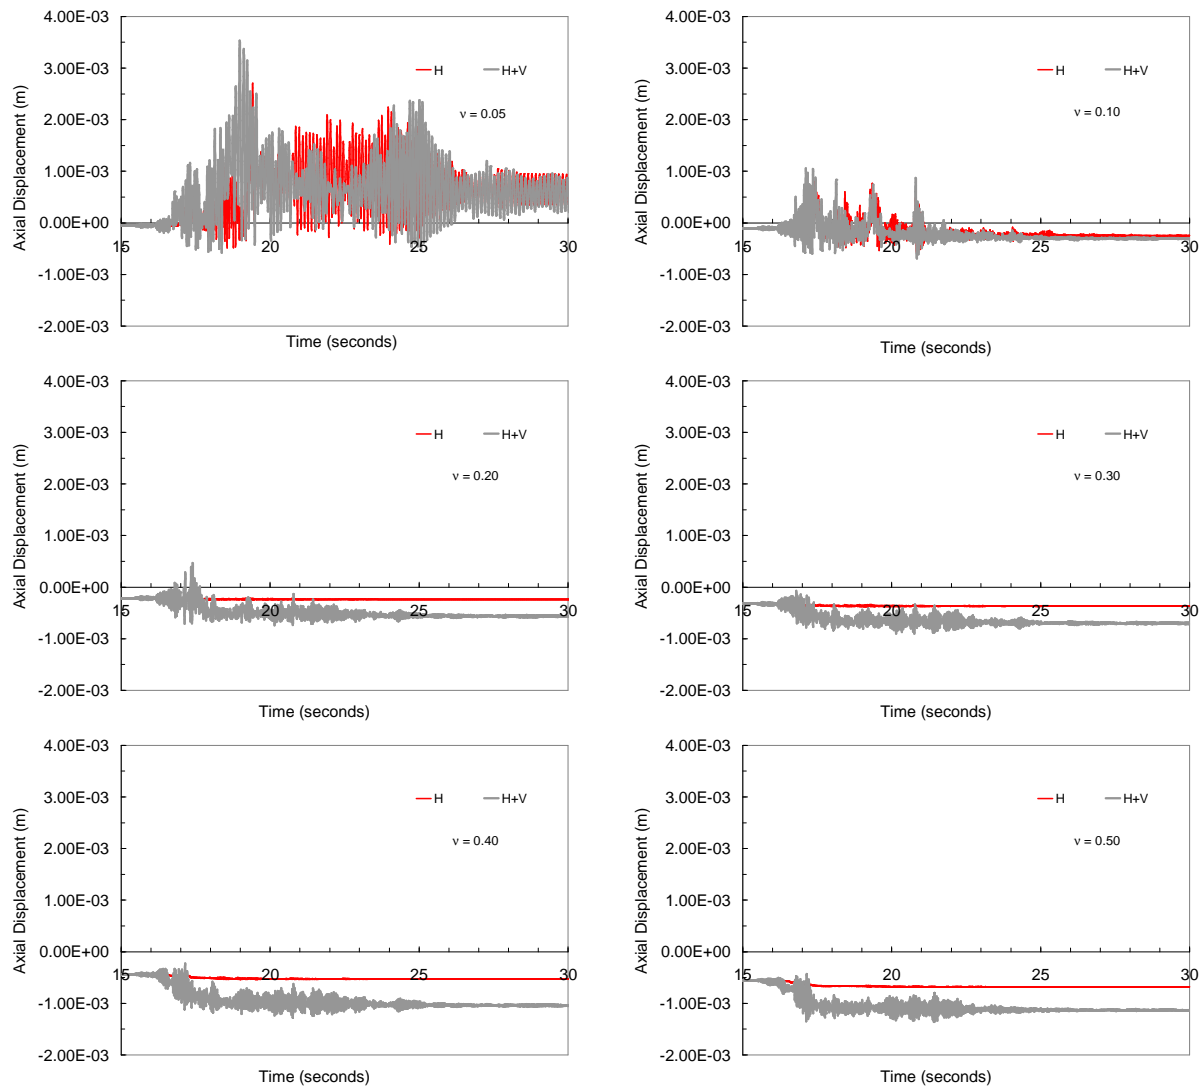 4.00E-03
3.00E-03
2.00E-03
1.00E-03
0.00E+00
-1.00E-03
-2.00E-03
Axial Displacement (m)
H H+V
ν = 0.05
15 20 25 30
Time (seconds)
4.00E-03
3.00E-03
2.00E-03
1.00E-03
0.00E+00
-1.00E-03
-2.00E-03
Axial Displacement (m)
H H+V
ν = 0.10
15 20 25 30
Time (seconds)
4.00E-03
3.00E-03
2.00E-03
1.00E-03
0.00E+00
-1.00E-03
-2.00E-03
Axial Displacement (m)
H H+V
ν = 0.20
15 20 25 30
Time (seconds)
4.00E-03
3.00E-03
2.00E-03
1.00E-03
0.00E+00
-1.00E-03
-2.00E-03
Axial Displacement (m)
H H+V
ν = 0.30
15 20 25 30
Time (seconds)
4.00E-03
3.00E-03
2.00E-03
1.00E-03
0.00E+00
-1.00E-03
-2.00E-03
Axial Displacement (m)
H H+V
ν = 0.40
15 20 25 30
Time (seconds)
4.00E-03
3.00E-03
2.00E-03
1.00E-03
0.00E+00
-1.00E-03
-2.00E-03
Axial Displacement (m)
H H+V
ν = 0.50
15 20 25 30
Time (seconds)